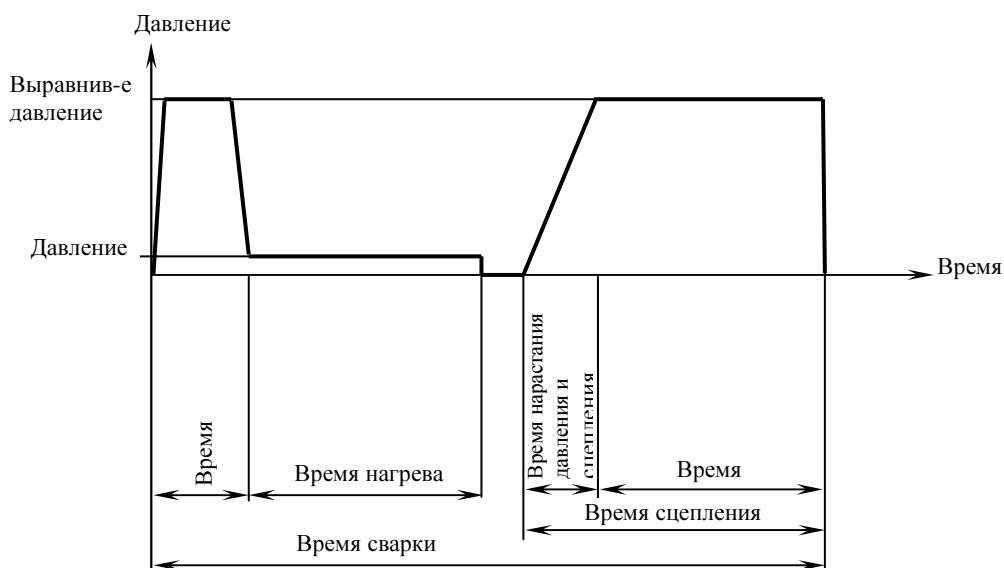 Давление
Выравнив-е
давление
Давление
Время
Время нарастания
давления и
сцепления
Время
Время нагрева
Время
Время сцепления
Время сварки